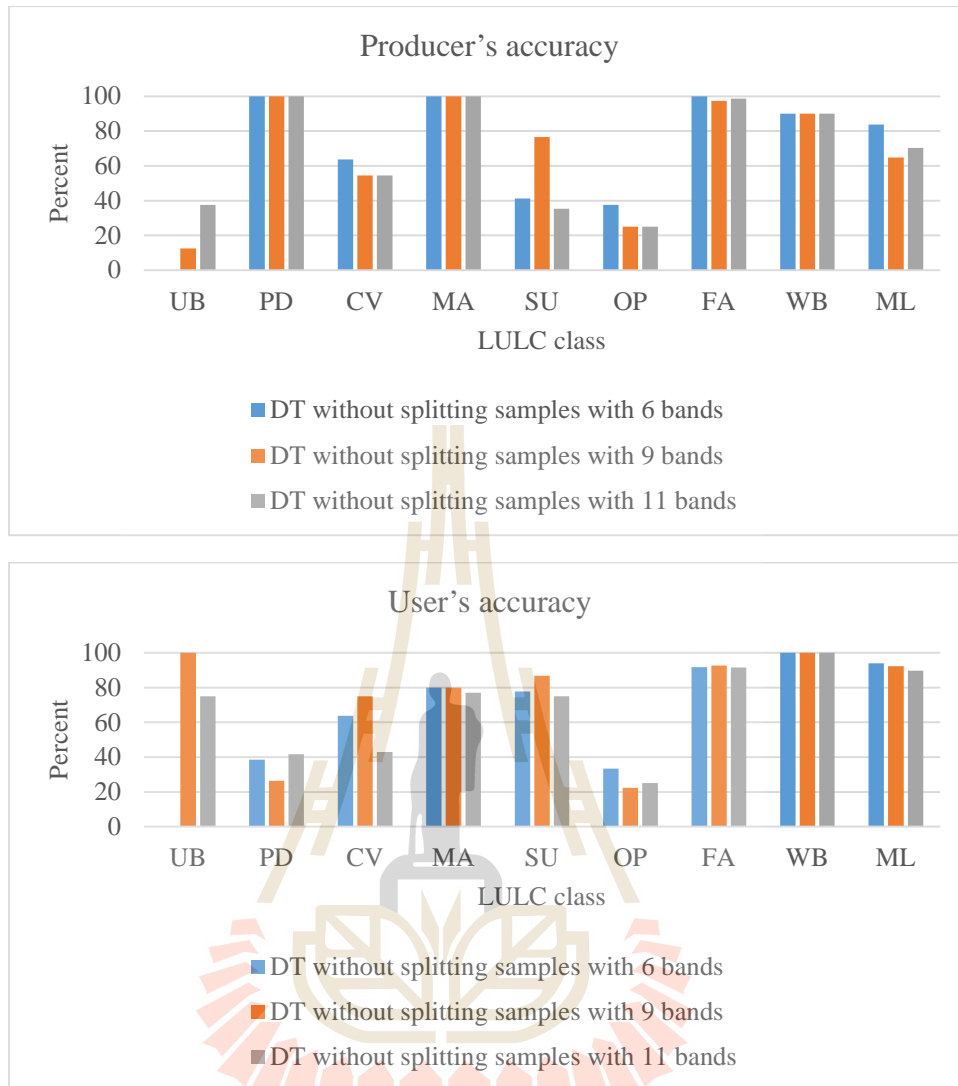 Producer's accuracy
100
80
60
40
20
0
Percent
UB PD CV MA SU OP FA WB ML
LULC class
DT without splitting samples with 6 bands
DT without splitting samples with 9 bands
DT without splitting samples with 11 bands
User's accuracy
100
80
60
40
20
0
Percent
UB PD CV MA SU OP FA WB ML
LULC class
DT without splitting samples with 6 bands
DT without splitting samples with 9 bands
DT without splitting samples with 11 bands